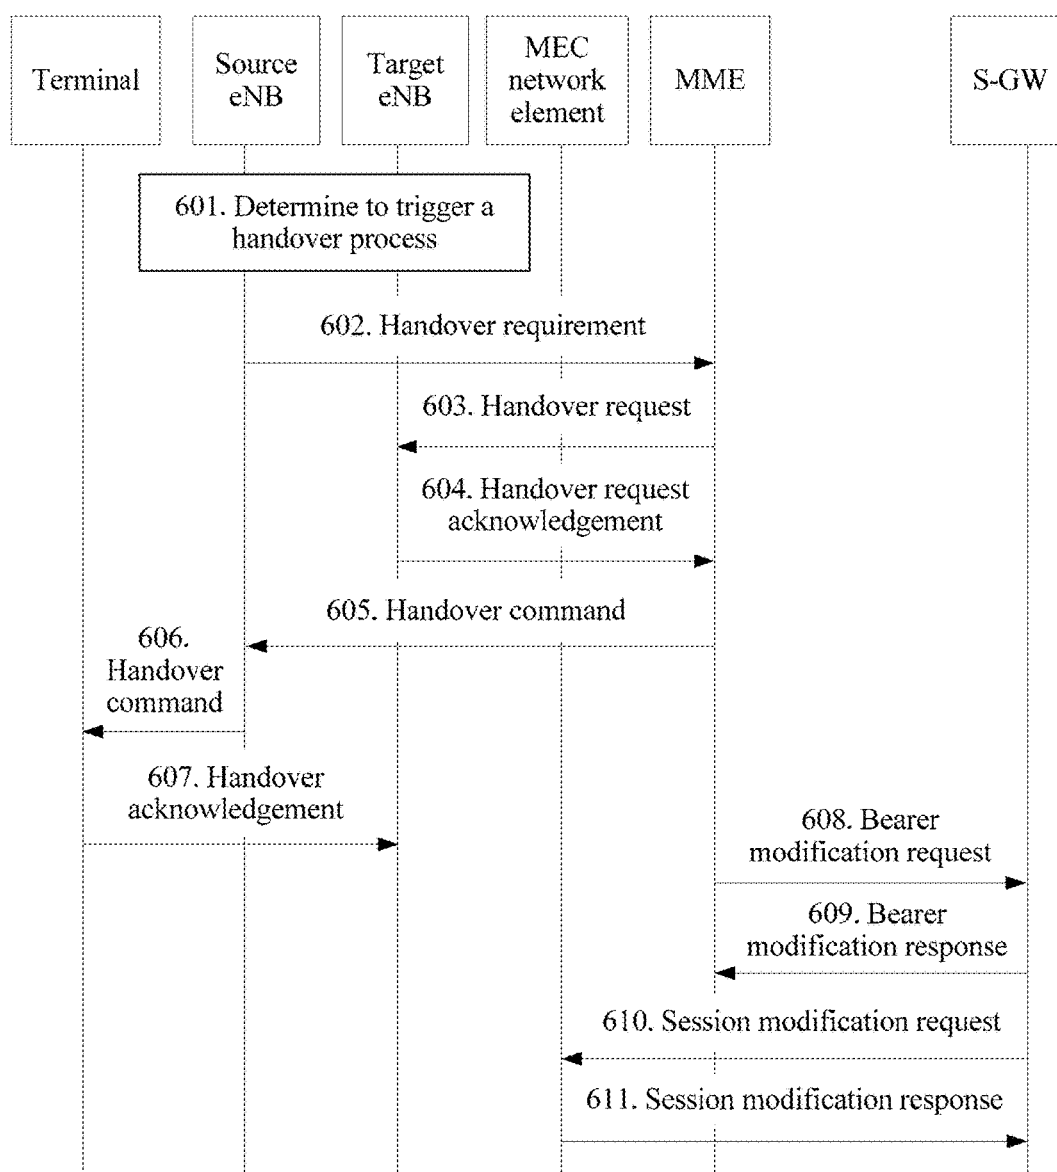 Terminal
Source
eNB
Target
eNB
MEC
network
element
MME
S-GW
601. Determine to trigger a
handover process
602. Handover requirement
603. Handover request
604. Handover request
acknowledgement
605. Handover command
606.
Handover
command
607. Handover
acknowledgement
608. Bearer
modification request
609. Bearer
modification response
610. Session modification request
611. Session modification response